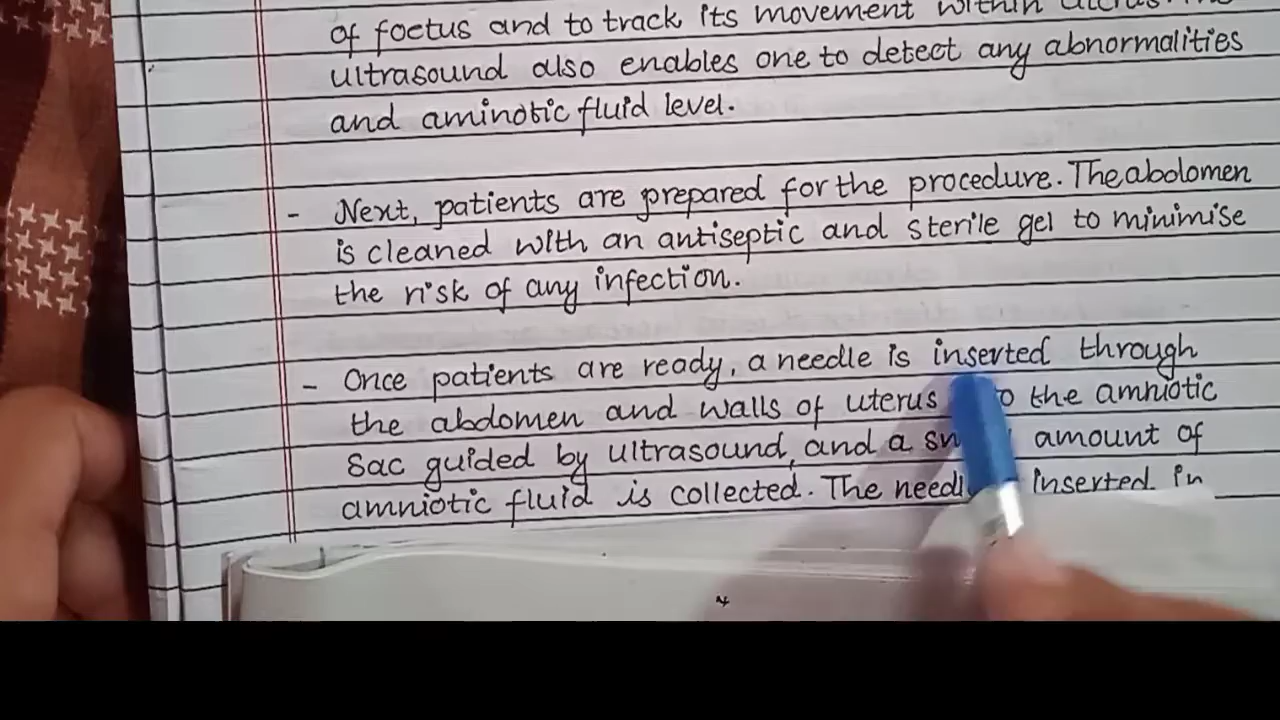 of foetus and to track its movement within
ultrasound also enables one to detect any abnormalities
and aminotic fluid level.
- Next, patients are prepared for the procedure. The abdomen
is cleaned with an antiseptic and sterile gel to minimise
the risk of any infection.
- Once patients are ready, a needle is inserted through
the abdomen and walls of uterus to the amniotic
Sac guided by ultrasound, and a amount of
amniotic fluid is collected. The inserted in